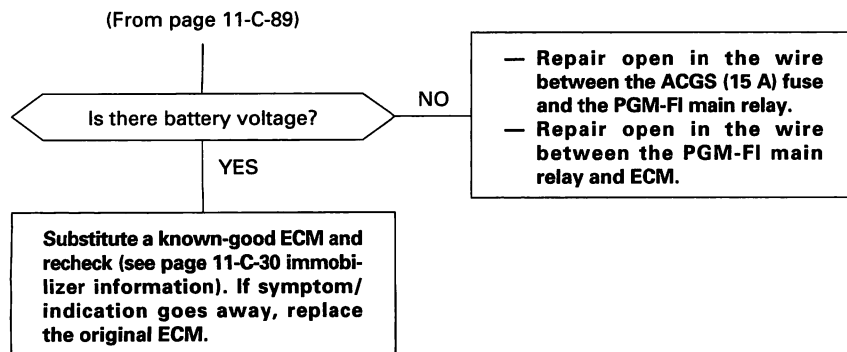 (From page 11-C-89)
Is there battery voltage?
NO
— Repair open in the wire
between the ACGS (15 A) fuse
and the PGM-FI main relay.
— Repair open in the wire
between the PGM-FI main
relay and ECM.
YES
Substitute a known-good ECM and
recheck (see page 11-C-30 immobi-
lizer information). If symptom/
indication goes away, replace
the original ECM.